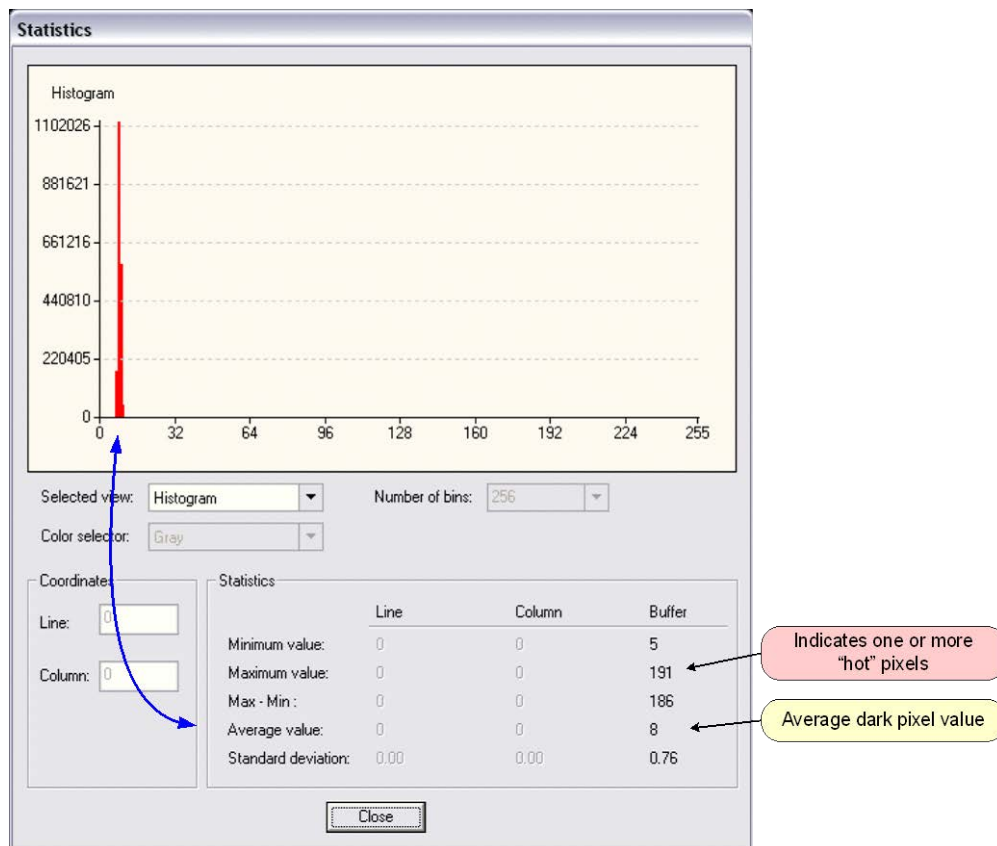 Statistics
Histogram
1102026
881621
661216
440810
220405
0
0 32 64 96 128 160 192 224 255
Selected view: Histogram Number of bins: 256
Color selector: Gray
Coordinates
Line: 0
Column: 0
Statistics
Line Column Buffer
Minimum value: 0 0 5
Maximum value: 0 0 191
Max - Min : 0 0 186
Average value: 0 0 8
Standard deviation: 0.00 0.00 0.76
Indicates one or more
“hot” pixels
Average dark pixel value
Close